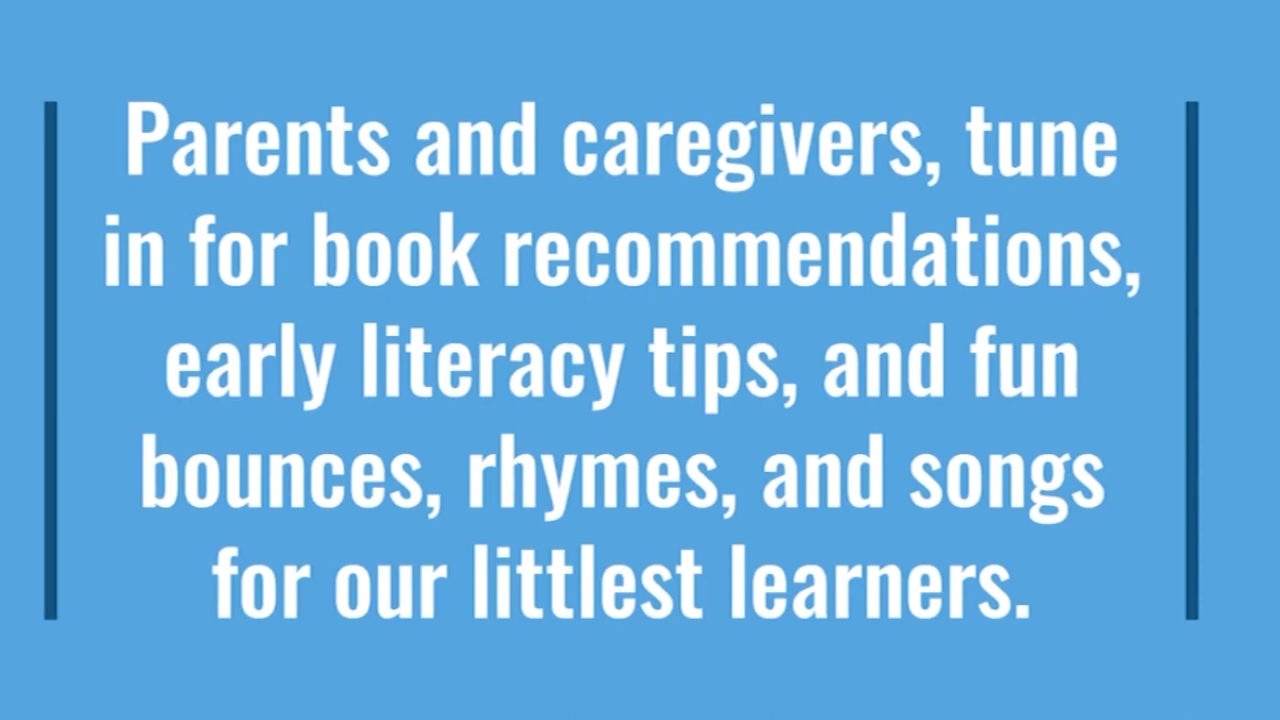 Parents and caregivers, tune
in for book recommendations,
early literacy tips, and fun
bounces, rhymes, and songs
for our littlest learners.